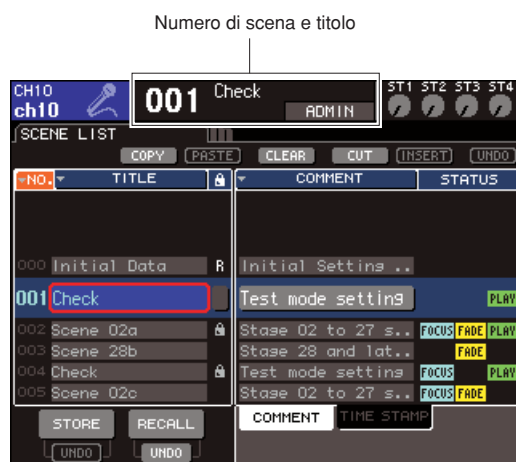 Numero di scena e titolo
CH10
ch10
001 Check
ADMIN
ST1 ST2 ST3 ST4
SCENE LIST
COPY PASTE CLEAR CUT INSERT UNDO
NO. TITLE COMMENT STATUS
000 Initial Data R Initial Setting ..
001 Check Test mode setting PLAY
002 Scene 02a Stage 02 to 27 s.. FOCUS FADE PLAY
003 Scene 28b Stage 28 and lat.. FADE
004 Check Test mode setting FOCUS PLAY
005 Scene 02c Stage 02 to 27 s.. FOCUS FADE
STORE RECALL COMMENT TIME STAMP
UNDO UNDO